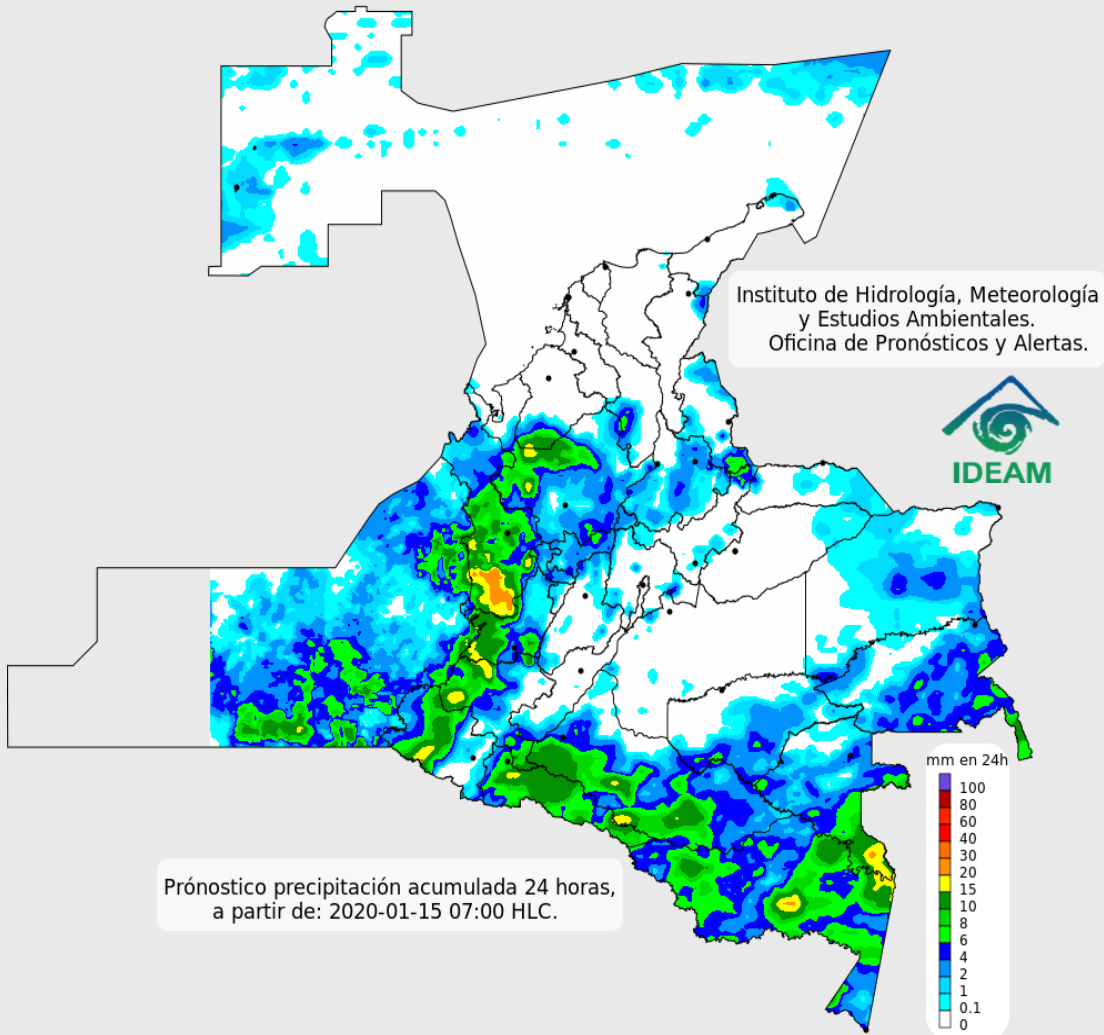 Instituto de Hidrología, Meteorología
y Estudios Ambientales.
Oficina de Pronósticos y Alertas.
IDEAM
mm en 24h
100
80
60
40
30
20
15
10
8
6
4
2
1
0.1
0
Prónostico precipitación acumulada 24 horas,
a partir de: 2020-01-15 07:00 HLC.